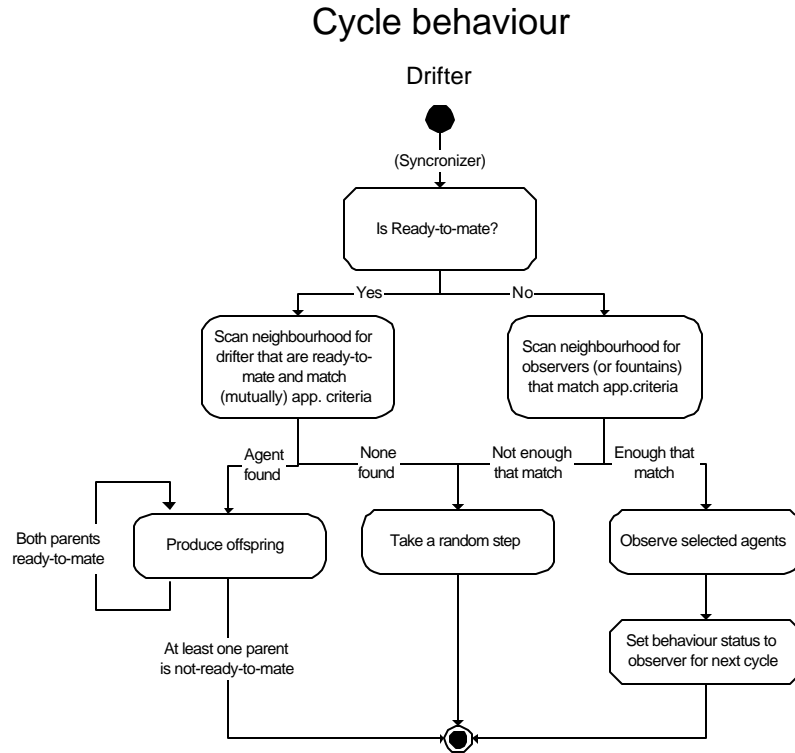 Cycle behaviour
Drifter
(Syncronizer)
Is Ready-to-mate?
Yes
No
Scan neighbourhood for
drifter that are ready-to-
mate and match
(mutually) app. criteria
Scan neighbourhood for
observers (or fountains)
that match app.criteria
Agent
found
None
found
Not enough
that match
Enough that
match
Both parents
ready-to-mate
Produce offspring
Take a random step
Observe selected agents
At least one parent
is not-ready-to-mate
Set behaviour status to
observer for next cycle